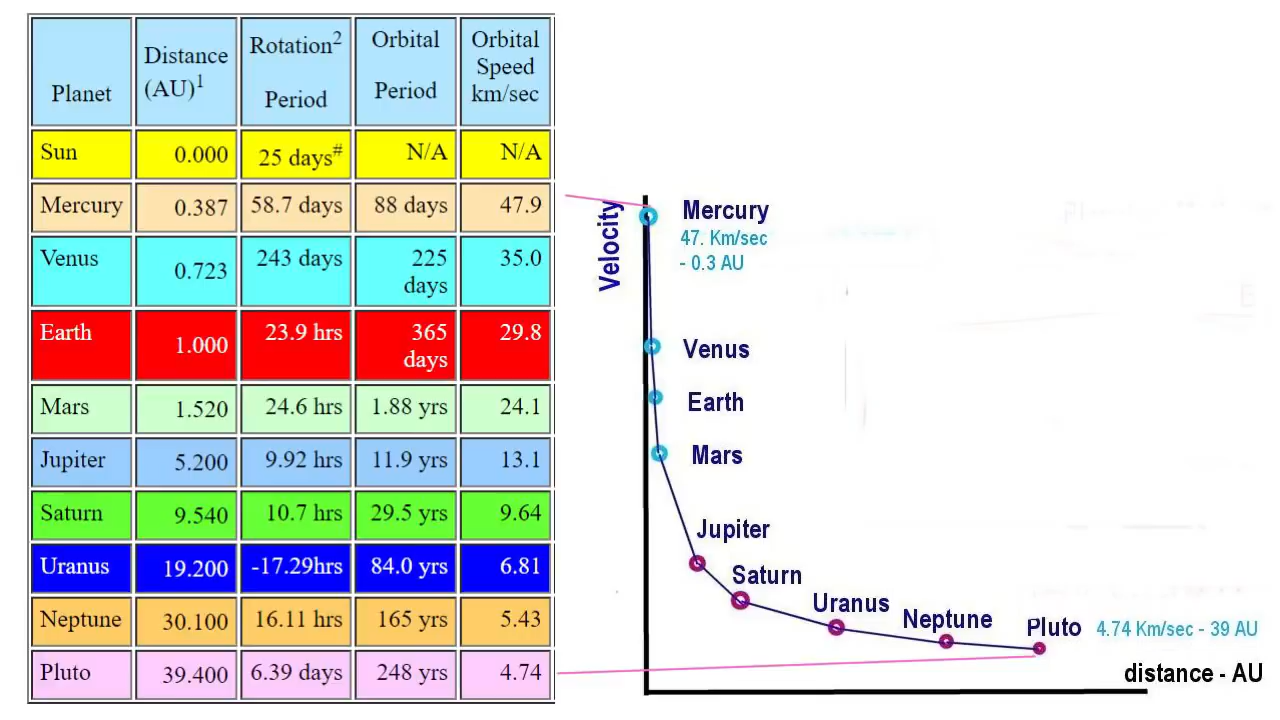 Planet
Distance
(AU)1
Rotation2
Period
Orbital
Period
Orbital
Speed
km/sec
Sun 0.000 25 days# N/A N/A
Mercury 0.387 58.7 days 88 days 47.9
Venus 0.723 243 days 225
days 35.0
Earth 1.000 23.9 hrs 365
days 29.8
Mars 1.520 24.6 hrs 1.88 yrs 24.1
Jupiter 5.200 9.92 hrs 11.9 yrs 13.1
Saturn 9.540 10.7 hrs 29.5 yrs 9.64
Uranus 19.200 -17.29hrs 84.0 yrs 6.81
Neptune 30.100 16.11 hrs 165 yrs 5.43
Pluto 39.400 6.39 days 248 yrs 4.74
Velocity
Mercury
47. Km/sec
- 0.3 AU
Venus
Earth
Mars
Jupiter
Saturn
Uranus
Neptune
Pluto 4.74 Km/sec - 39 AU
distance - AU